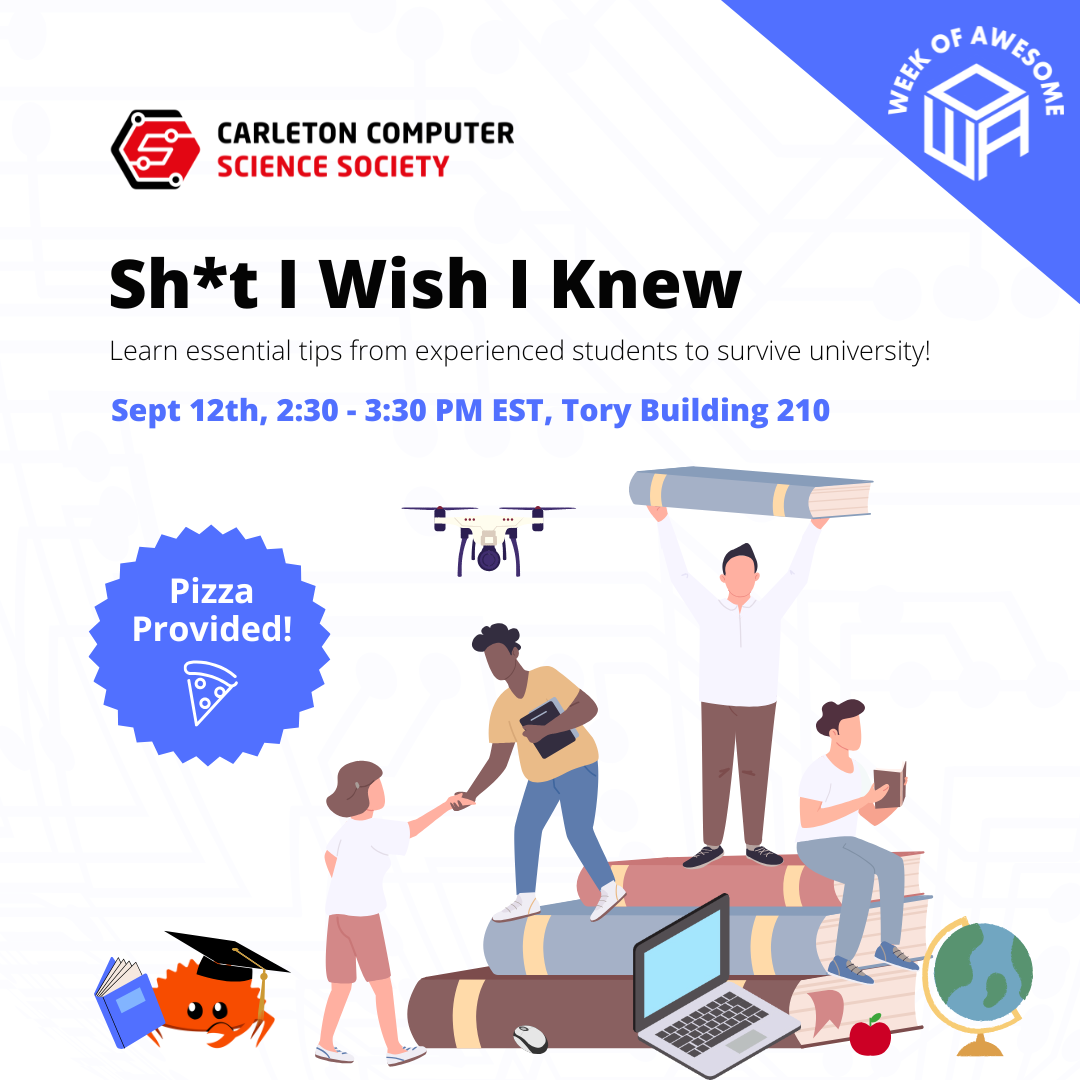 WEEK OF AWESOME
WA
CARLETON COMPUTER
SCIENCE SOCIETY
Sh*t I Wish I Knew
Learn essential tips from experienced students to survive university!
Sept 12th, 2:30 - 3:30 PM EST, Tory Building 210
Pizza
Provided!